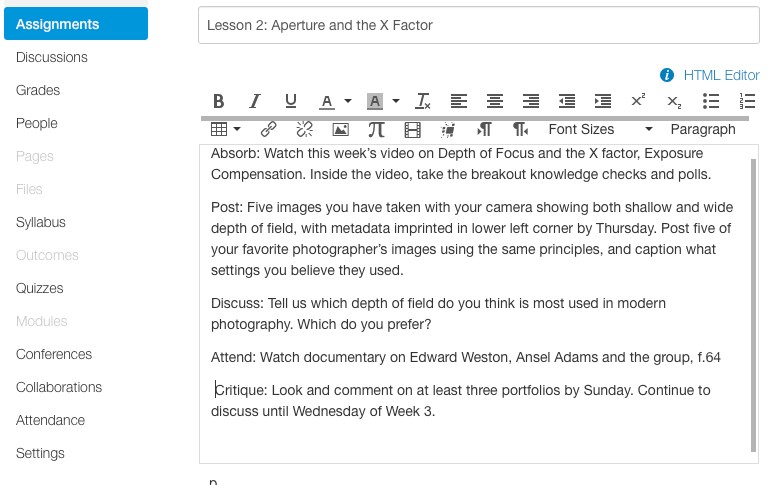 Assignments
Discussions
Grades
People
Pages
Files
Syllabus
Outcomes
Quizzes
Modules
Conferences
Collaborations
Attendance
Settings
Lesson 2: Aperture and the X Factor
HTML Editor
Font Sizes Paragraph
Absorb: Watch this week's video on Depth of Focus and the X factor, Exposure
Compensation. Inside the video, take the breakout knowledge checks and polls.
Post: Five images you have taken with your camera showing both shallow and wide
depth of field, with metadata imprinted in lower left corner by Thursday. Post five of
your favorite photographer's images using the same principles, and caption what
settings you believe they used.
Discuss: Tell us which depth of field do you think is most used in modern
photography. Which do you prefer?
Attend: Watch documentary on Edward Weston, Ansel Adams and the group, f.64
Critique: Look and comment on at least three portfolios by Sunday. Continue to
discuss until Wednesday of Week 3.
p